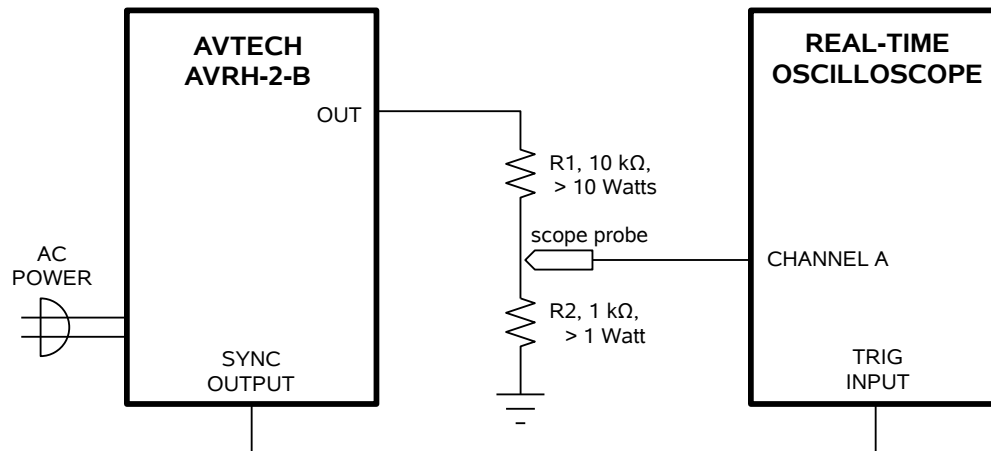 AVTECH
AVRH-2-B
OUT
AC
POWER
SYNC
OUTPUT
R1, 10 kΩ,
> 10 Watts
scope probe
R2, 1 kΩ,
> 1 Watt
REAL-TIME
OSCILLOSCOPE
CHANNEL A
TRIG
INPUT